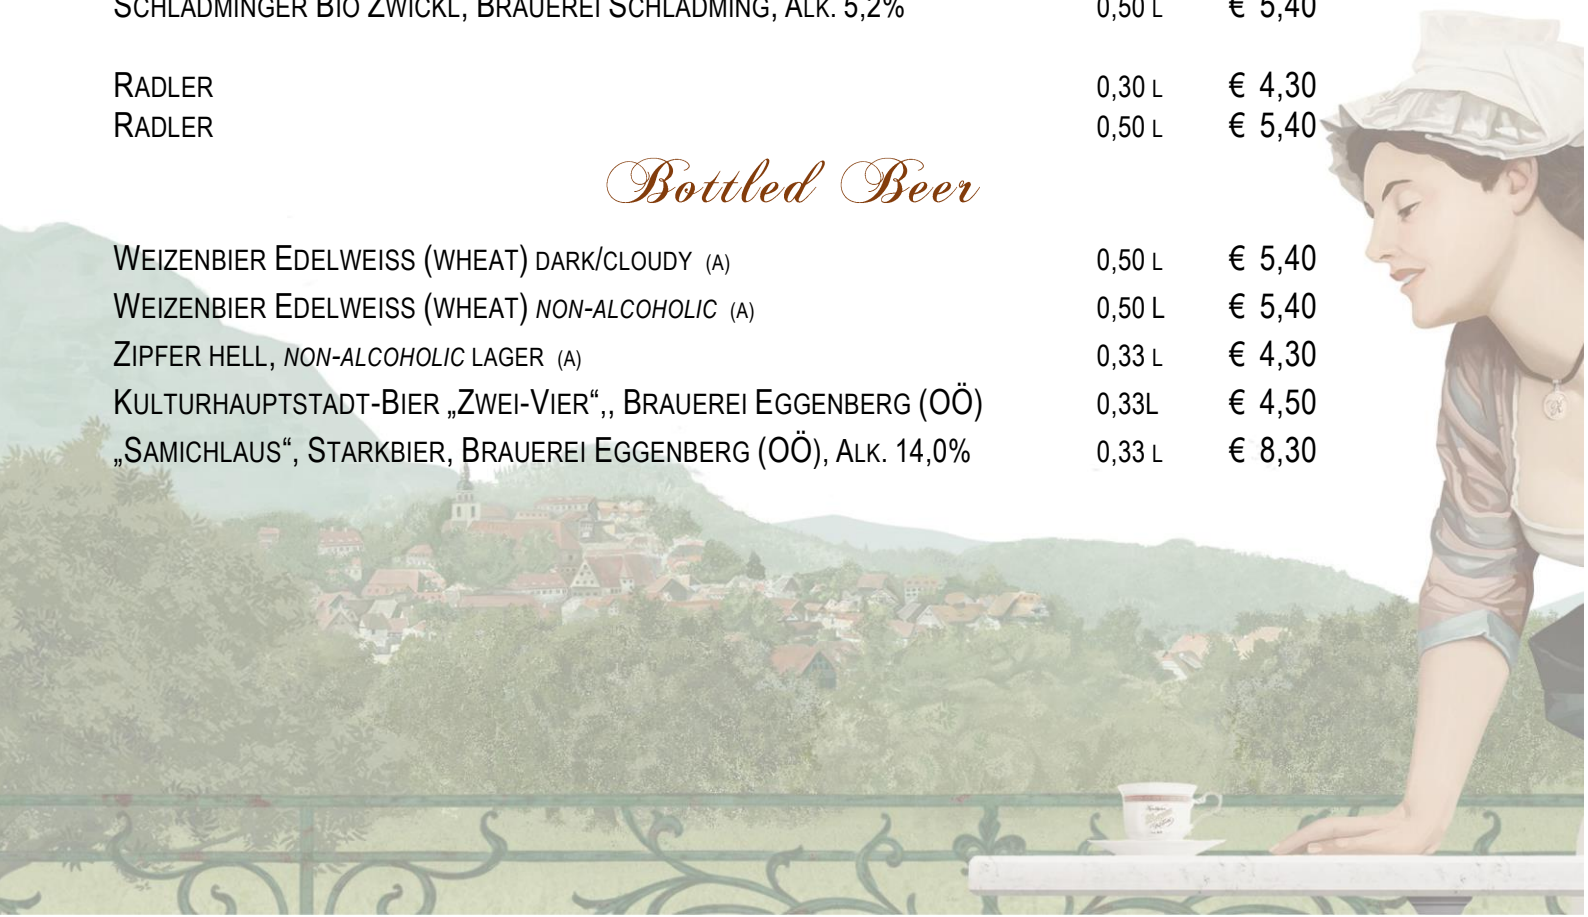 SCHLADMINGER BIO ZWICKL, BRAUEREI SCHLADMING, ALK. 5,2% 0,50 L € 5,40
RADLER 0,30 L € 4,30
RADLER 0,50 L € 5,40
Bottled Beer
WEIZENBIER EDELWEISS (WHEAT) DARK/CLOUDY (A) 0,50 L € 5,40
WEIZENBIER EDELWEISS (WHEAT) NON-ALCOHOLIC (A) 0,50 L € 5,40
ZIPFER HELL, NON-ALCOHOLIC LAGER (A) 0,33 L € 4,30
KULTURHAUPTSTADT-BIER „ZWEI-VIER“,, BRAUEREI EGGENBERG (OÖ) 0,33L € 4,50
„SAMICHLAUS“, STARKBIER, BRAUEREI EGGENBERG (OÖ), ALK. 14,0% 0,33 L € 8,30